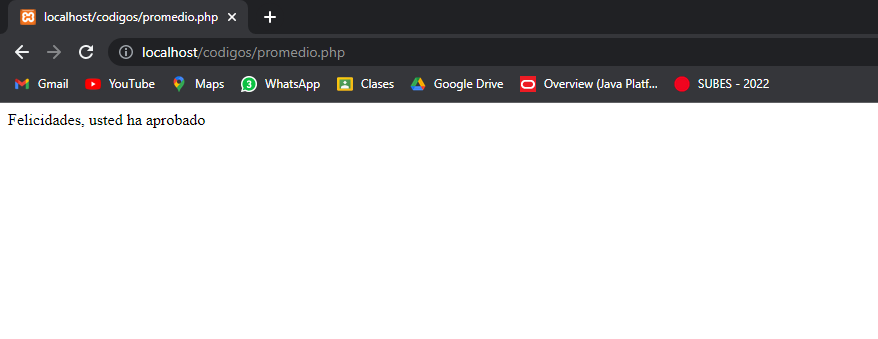 localhost/codigos/promedio.php
localhost/codigos/promedio.php
Gmail YouTube Maps 3 WhatsApp Clases Google Drive Overview (Java Platf... SUBES - 2022
Felicidades, usted ha aprobado